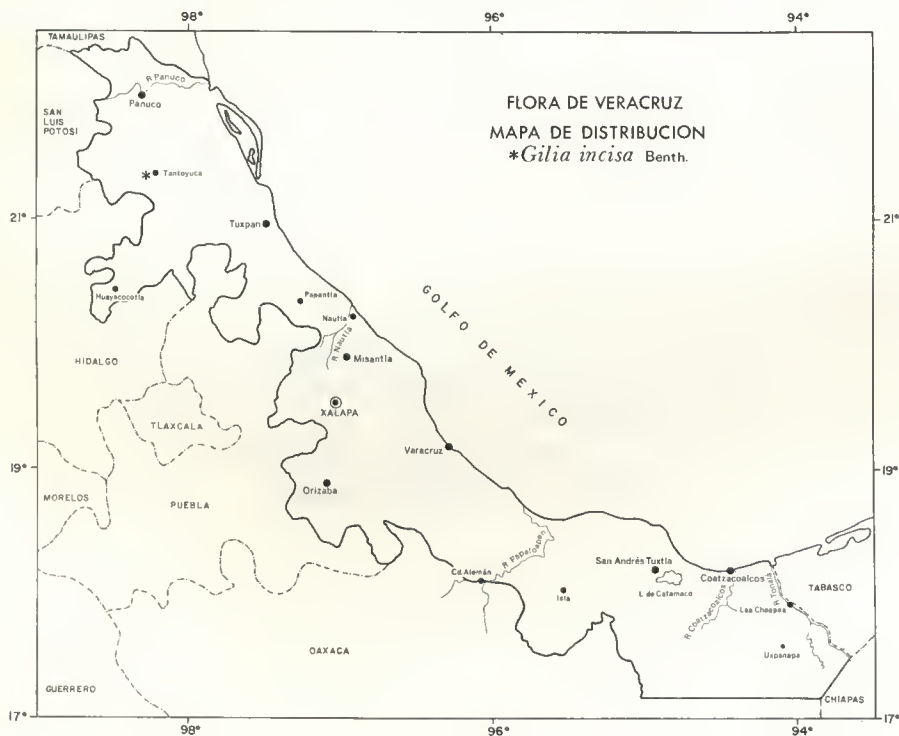 98°
96°
94°
TAMAULIPAS
R. Panuco
Panuco
FLORA DE VERACRUZ
MAPA DE DISTRIBUCION
*Gilia incisa Benth.
SAN
LUIS
POTOSI
* Tantoyuca
21°
21°
Tuxpan
Huayacocotla
Papantla
GOLFO DE MEXICO
Nautla
R. Nautla
Misantla
HIDALGO
XALAPA
TLAXCALA
Varacruz
19°
19°
MORELOS
PUEBLA
Orizaba
R. Papaloapan
Cd. Alemán
San Andrés Tuxtla
Coatzacoalcos
R. Tonala
TABASCO
Isla
L. de Catamaco
R. Coatzacoalcos
Las Choapas
Uxpanapa
OAXACA
GUERRERO
CHIAPAS
17°
17°
98°
96°
94°